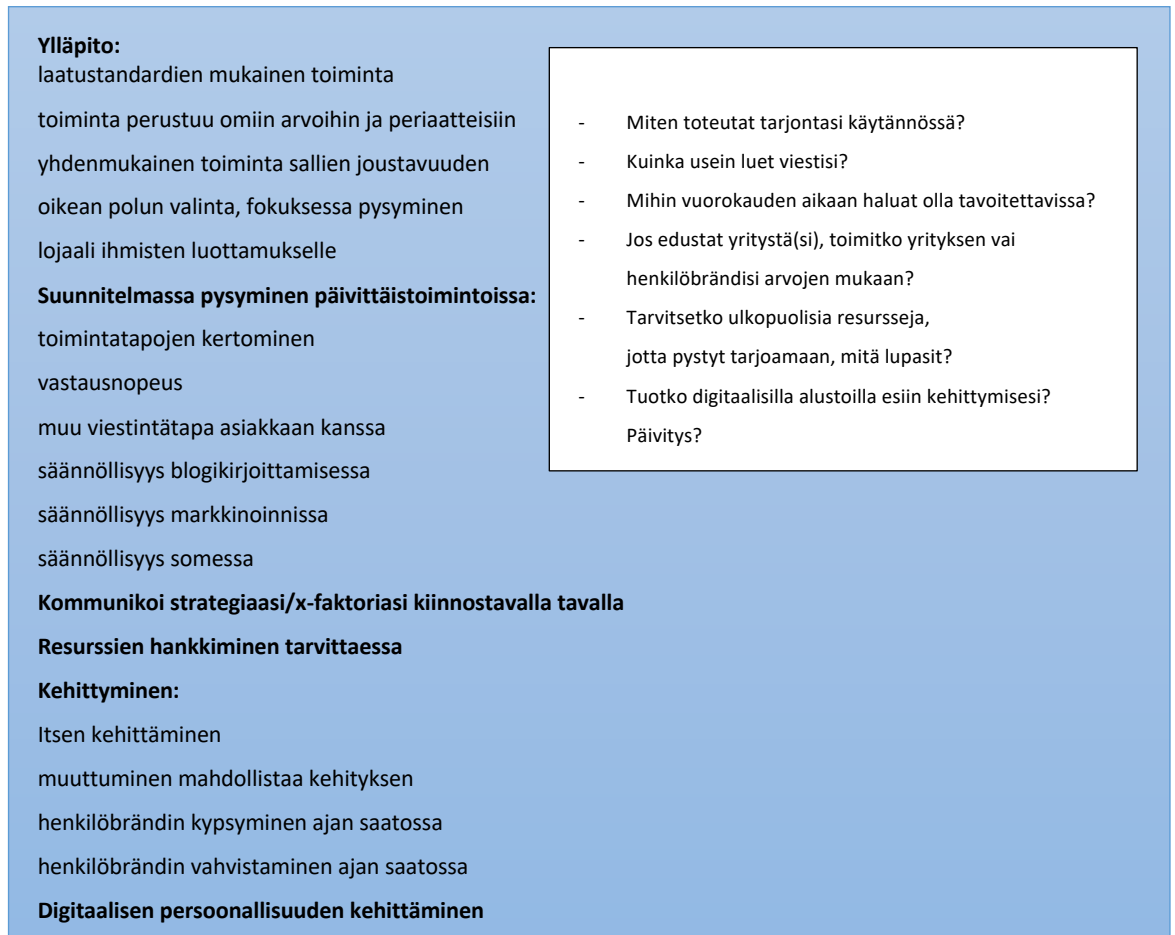 Ylläpito:
laatustandardien mukainen toiminta
toiminta perustuu omiin arvoihin ja periaatteisiin
yhdenmukainen toiminta sallien joustavuuden
oikean polun valinta, fokuksessa pysyminen
lojaali ihmisten luottamukselle
Suunnitelmassa pysyminen päivittäistoimintoissa:
toimintatapojen kertominen
vastausnopeus
muu viestintätapa asiakkaan kanssa
säännöllisyys blogikirjoittamisessa
säännöllisyys markkinoinnissa
säännöllisyys somessa
Kommunikoi strategiaasi/x-faktoriasi kiinnostavalla tavalla
Resurssien hankkiminen tarvittaessa
Kehittyminen:
Itsen kehittäminen
muuttuminen mahdollistaa kehityksen
henkilöbrändin kypsyminen ajan saatossa
henkilöbrändin vahvistaminen ajan saatossa
Digitaalisen persoonallisuuden kehittäminen
- Miten toteutat tarjontasi käytännössä?
- Kuinka usein luet viestisi?
- Mihin vuorokauden aikaan haluat olla tavoitettavissa?
- Jos edustat yritystä(si), toimitko yrityksen vai
henkilöbrändisi arvojen mukaan?
- Tarvitsetko ulkopuolisia resursseja,
jotta pystyt tarjoamaan, mitä lupasit?
- Tuotko digitaalisilla alustoilla esiin kehittymisesi?
Päivitys?